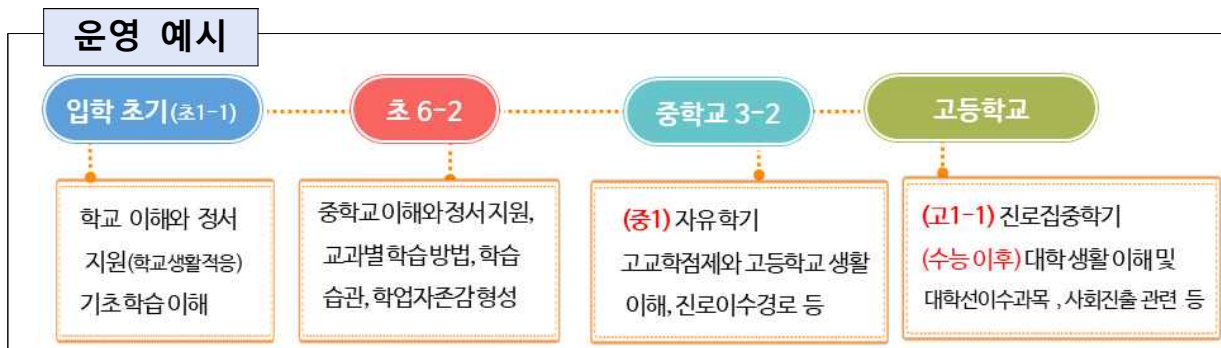 운영 예시
입학 초기(초1-1)
초 6-2
중학교 3-2
고등학교
학교 이해와 정서
지원(학교생활적응)
기초학습 이해
중학교 이해와 정서 지원,
교과별 학습 방법, 학습
습관, 학업자존감 형성
(중1) 자유학기
고교학점제와 고등학교 생활
이해, 진로이수경로 등
(고1-1) 진로집중학기
(수능 이후) 대학 생활 이해 및
대학선이수과목 , 사회진출 관련 등